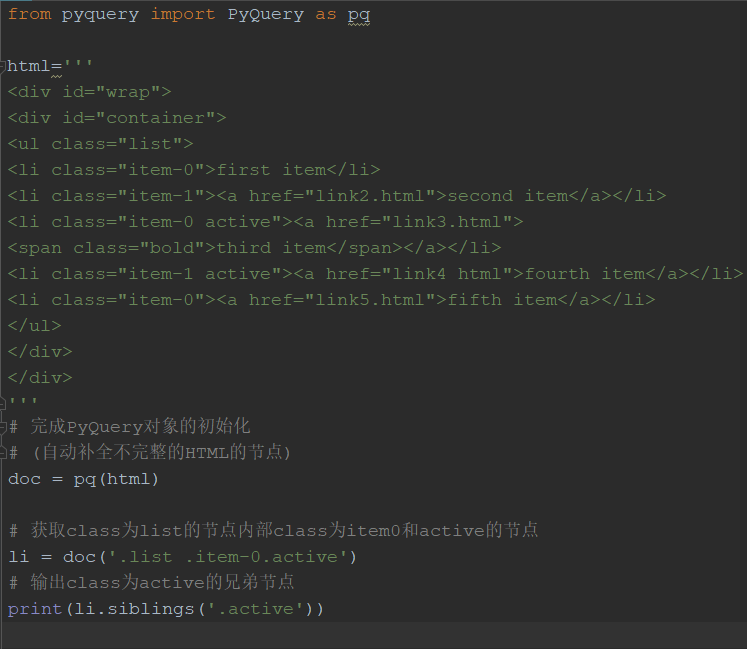 from pyquery import PyQuery as pq
html='''
<div id="wrap">
<div id="container">
<ul class="list">
<li class="item-0">first item</li>
<li class="item-1"><a href="link2.html">second item</a></li>
<li class="item-0 active"><a href="link3.html">
<span class="bold">third item</span></a></li>
<li class="item-1 active"><a href="link4 html">fourth item</a></li>
<li class="item-0"><a href="link5.html">fifth item</a></li>
</ul>
</div>
</div>
'''
# 完成PyQuery对象的初始化
# (自动补全不完整的HTML的节点)
doc = pq(html)
# 获取class为list的节点内部class为item0和active的节点
li = doc('.list .item-0.active')
# 输出class为active的兄弟节点
print(li.siblings('.active'))